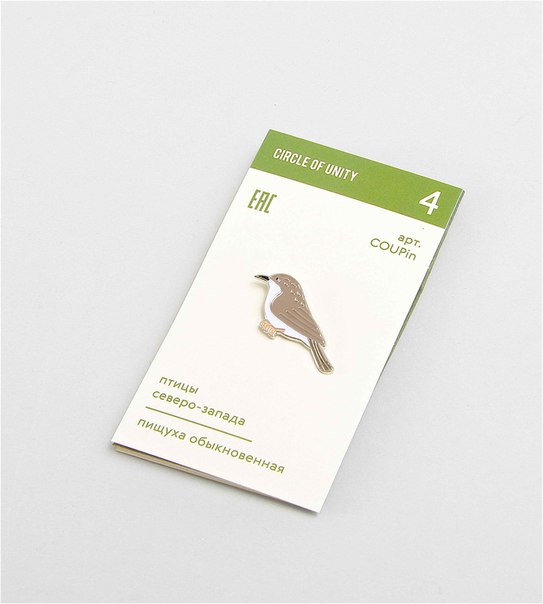 CIRCLE OF UNITY
4
EAC
арт.
COUPin
птицы
северо-запада
пищуха обыкновенная